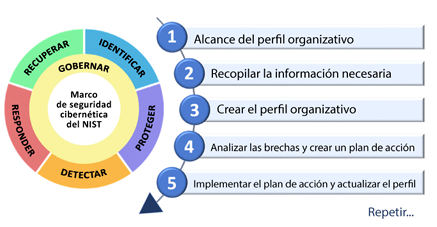 RECUPERAR
IDENTIFICAR
GOBERNAR
Marco
de seguridad
cibernética
del NIST
RESPONDER
PROTEGER
DETECTAR
1 Alcance del perfil organizativo
2 Recopilar la información necesaria
3 Crear el perfil organizativo
4 Analizar las brechas y crear un plan de acción
5 Implementar el plan de acción y actualizar el perfil
Repetir...